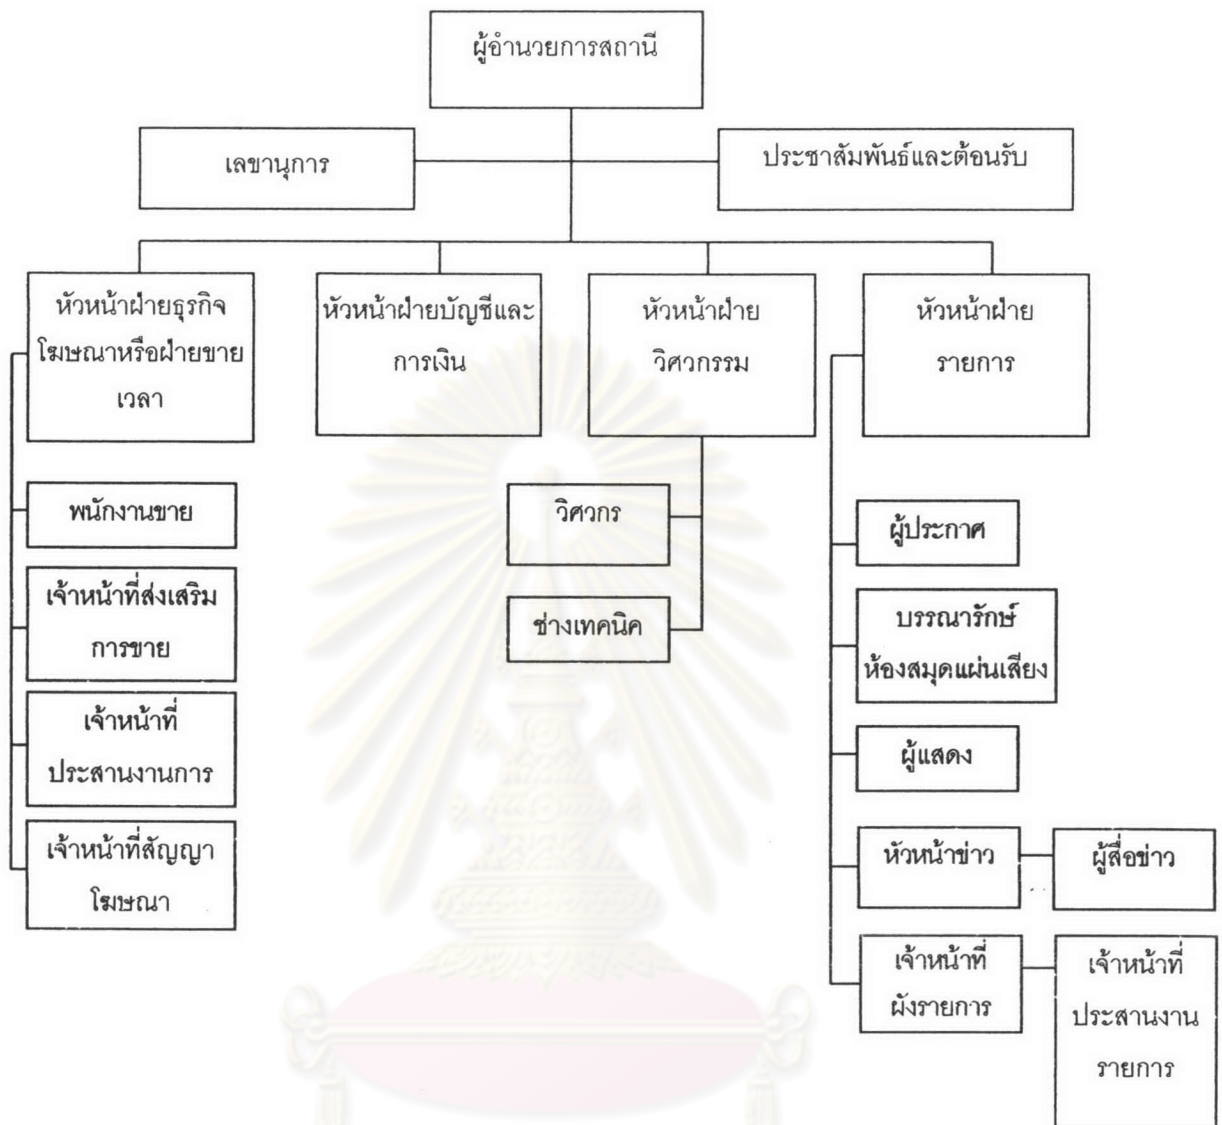 ผู้อำนวยการสถานี
เลขานุการ
ประชาสัมพันธ์และต้อนรับ
หัวหน้าฝ่ายธุรกิจ
โฆษณาหรือฝ่ายขาย
เวลา
หัวหน้าฝ่ายบัญชีและ
การเงิน
หัวหน้าฝ่าย
วิศวกรรม
หัวหน้าฝ่าย
รายการ
พนักงานขาย
เจ้าหน้าที่ส่งเสริม
การขาย
เจ้าหน้าที่
ประสานงานการ
เจ้าหน้าที่สัญญา
โฆษณา
วิศวกร
ช่างเทคนิค
ผู้ประกาศ
บรรณารักษ์
ห้องสมุดแผ่นเสียง
ผู้แสดง
หัวหน้าข่าว
ผู้สื่อข่าว
เจ้าหน้าที่
ผังรายการ
เจ้าหน้าที่
ประสานงาน
รายการ